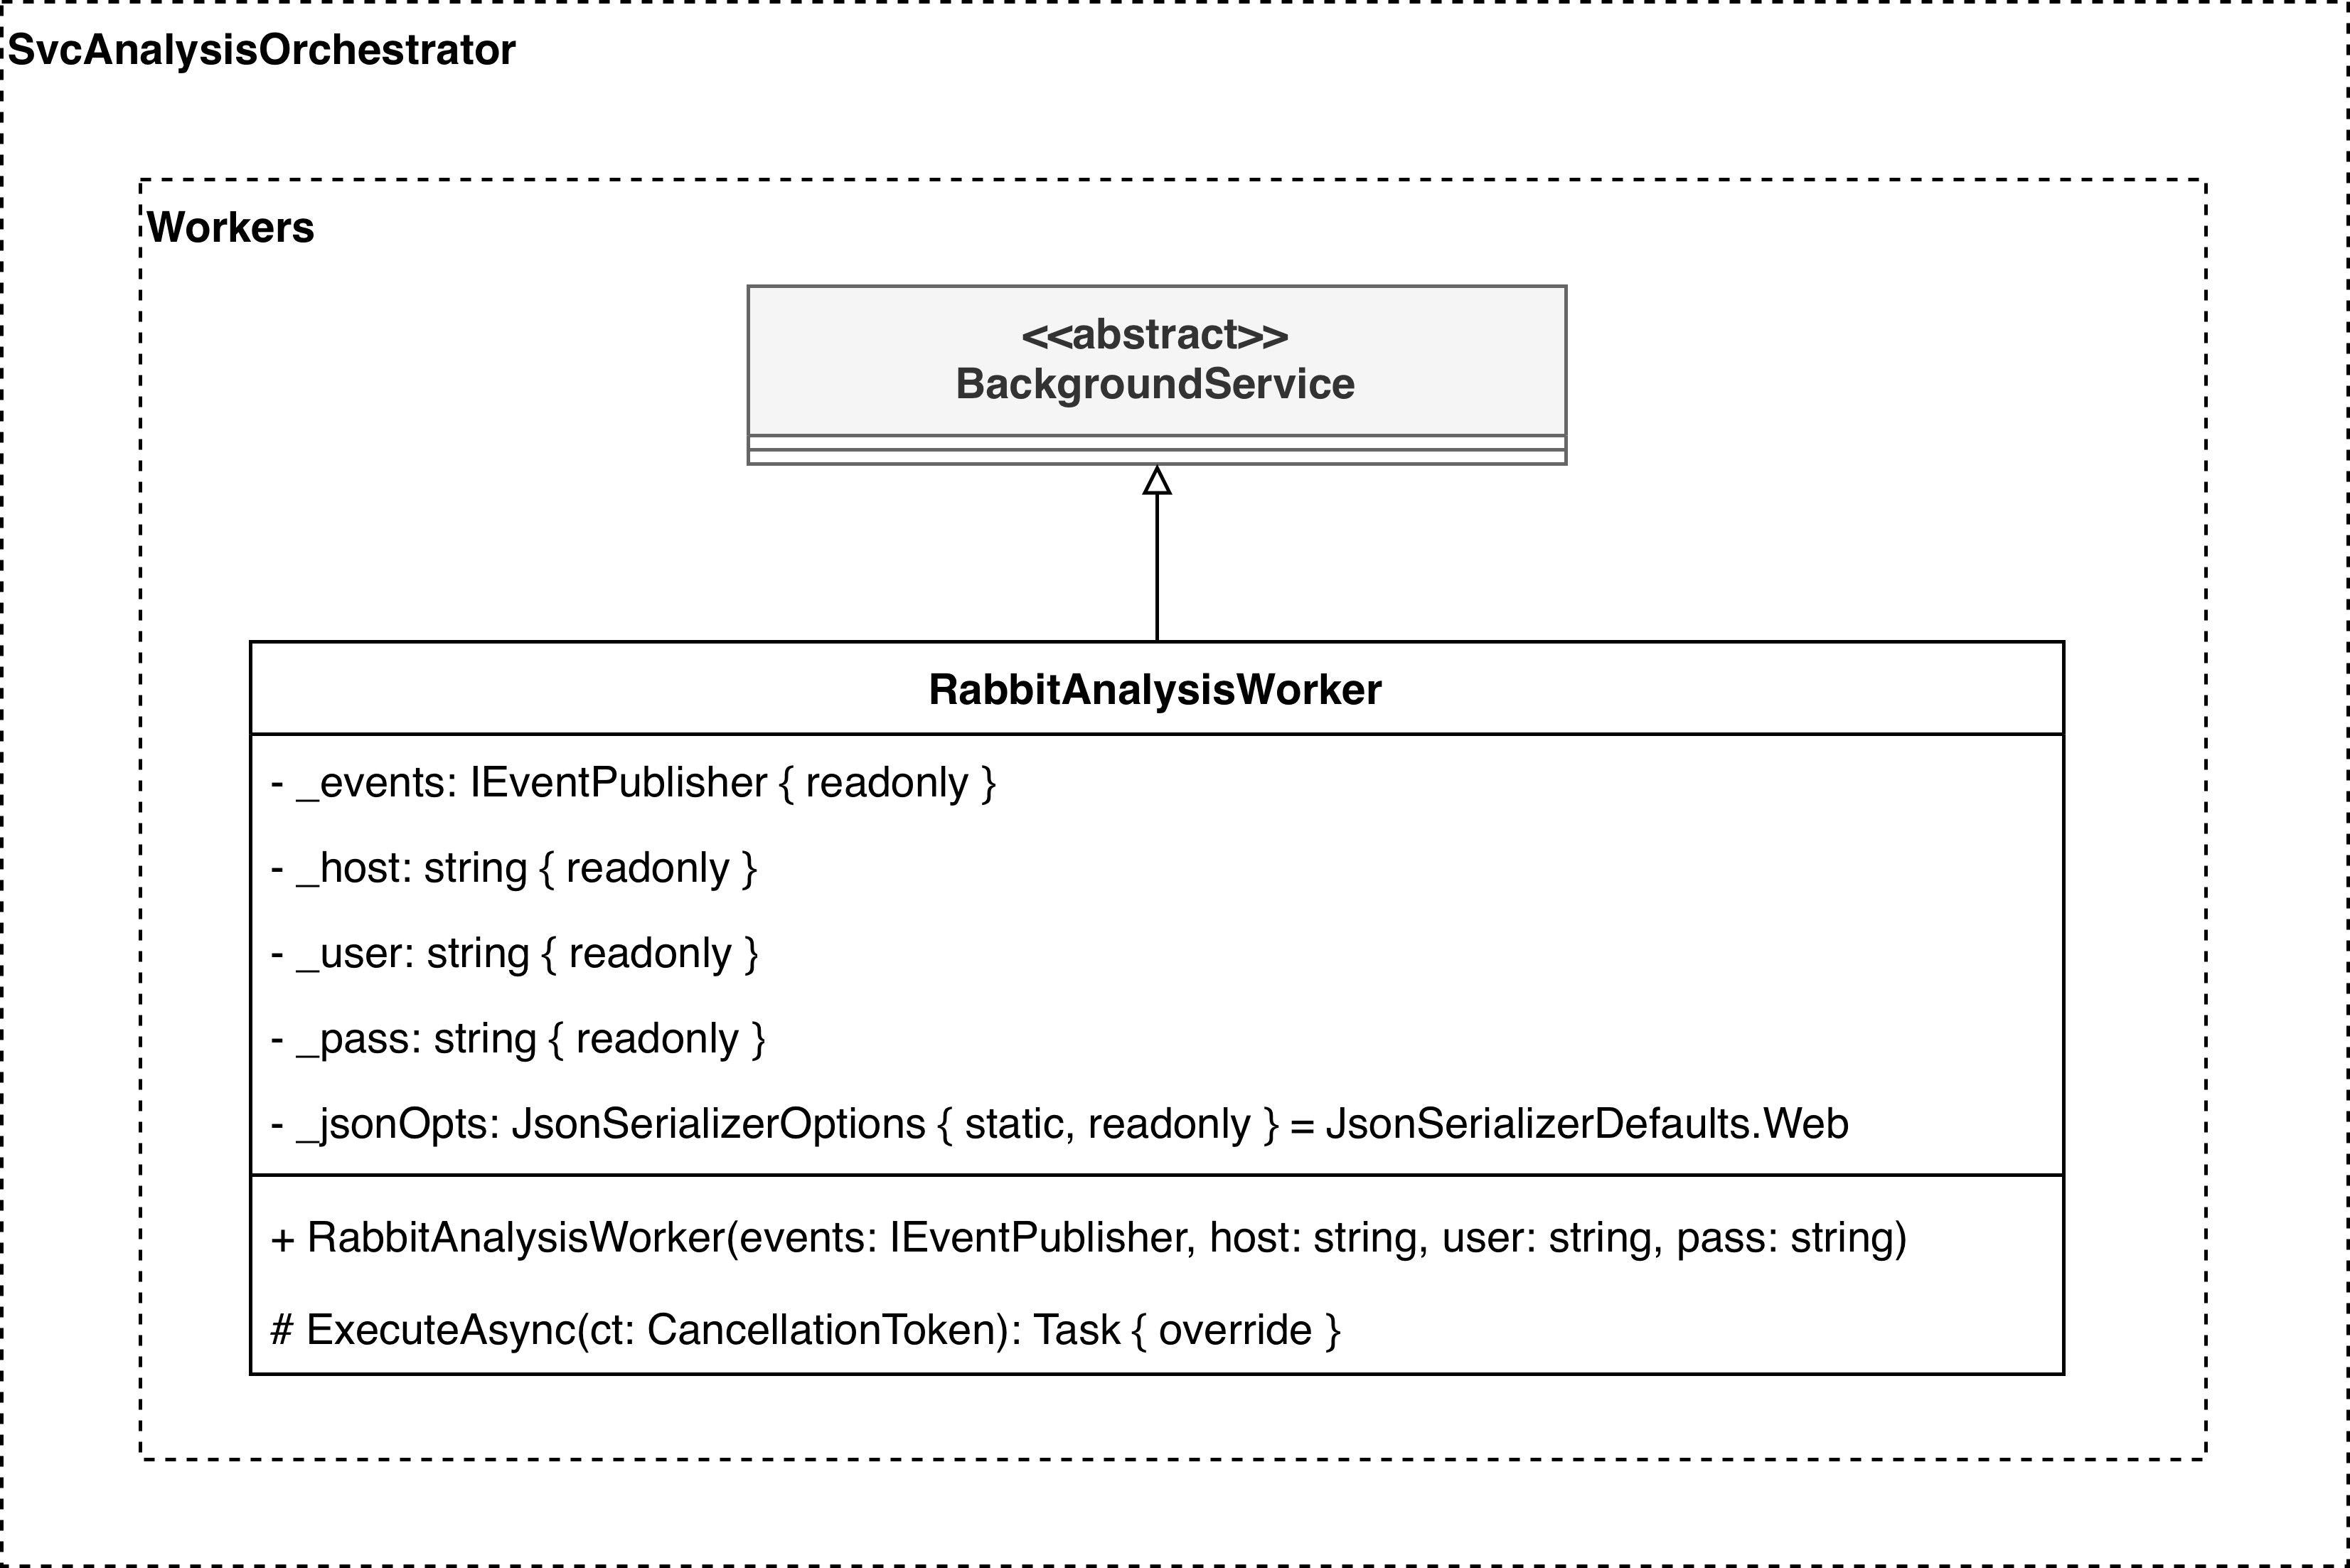 SvcAnalysisOrchestrator
Workers
<<abstract>>
BackgroundService
RabbitAnalysisWorker
- _events: IEventPublisher { readonly }
- _host: string { readonly }
- _user: string { readonly }
- _pass: string { readonly }
- _jsonOpts: JsonSerializerOptions { static, readonly } = JsonSerializerDefaults.Web
+ RabbitAnalysisWorker(events: IEventPublisher, host: string, user: string, pass: string)
# ExecuteAsync(ct: CancellationToken): Task { override }